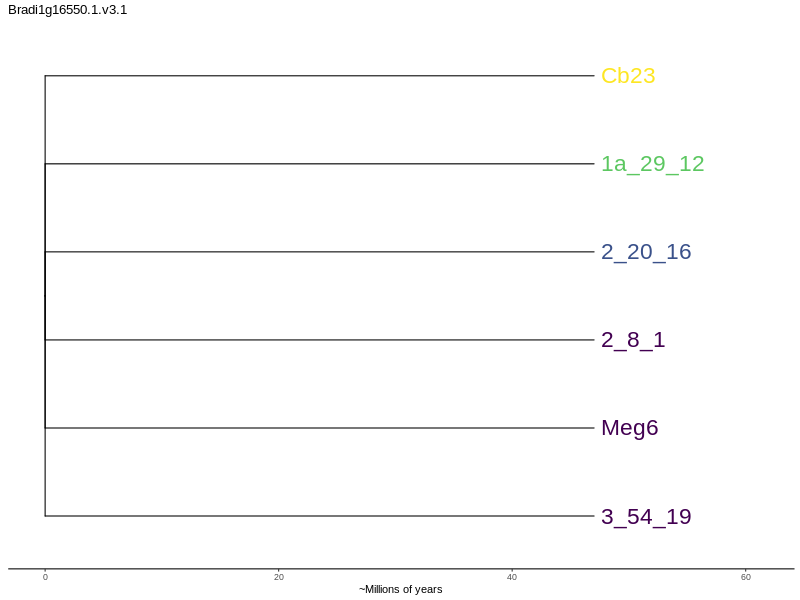 Bradi1g16550.1.v3.1
Cb23
1a_29_12
2_20_16
2_8_1
Meg6
3_54_19
0 20 40 60
~Millions of years